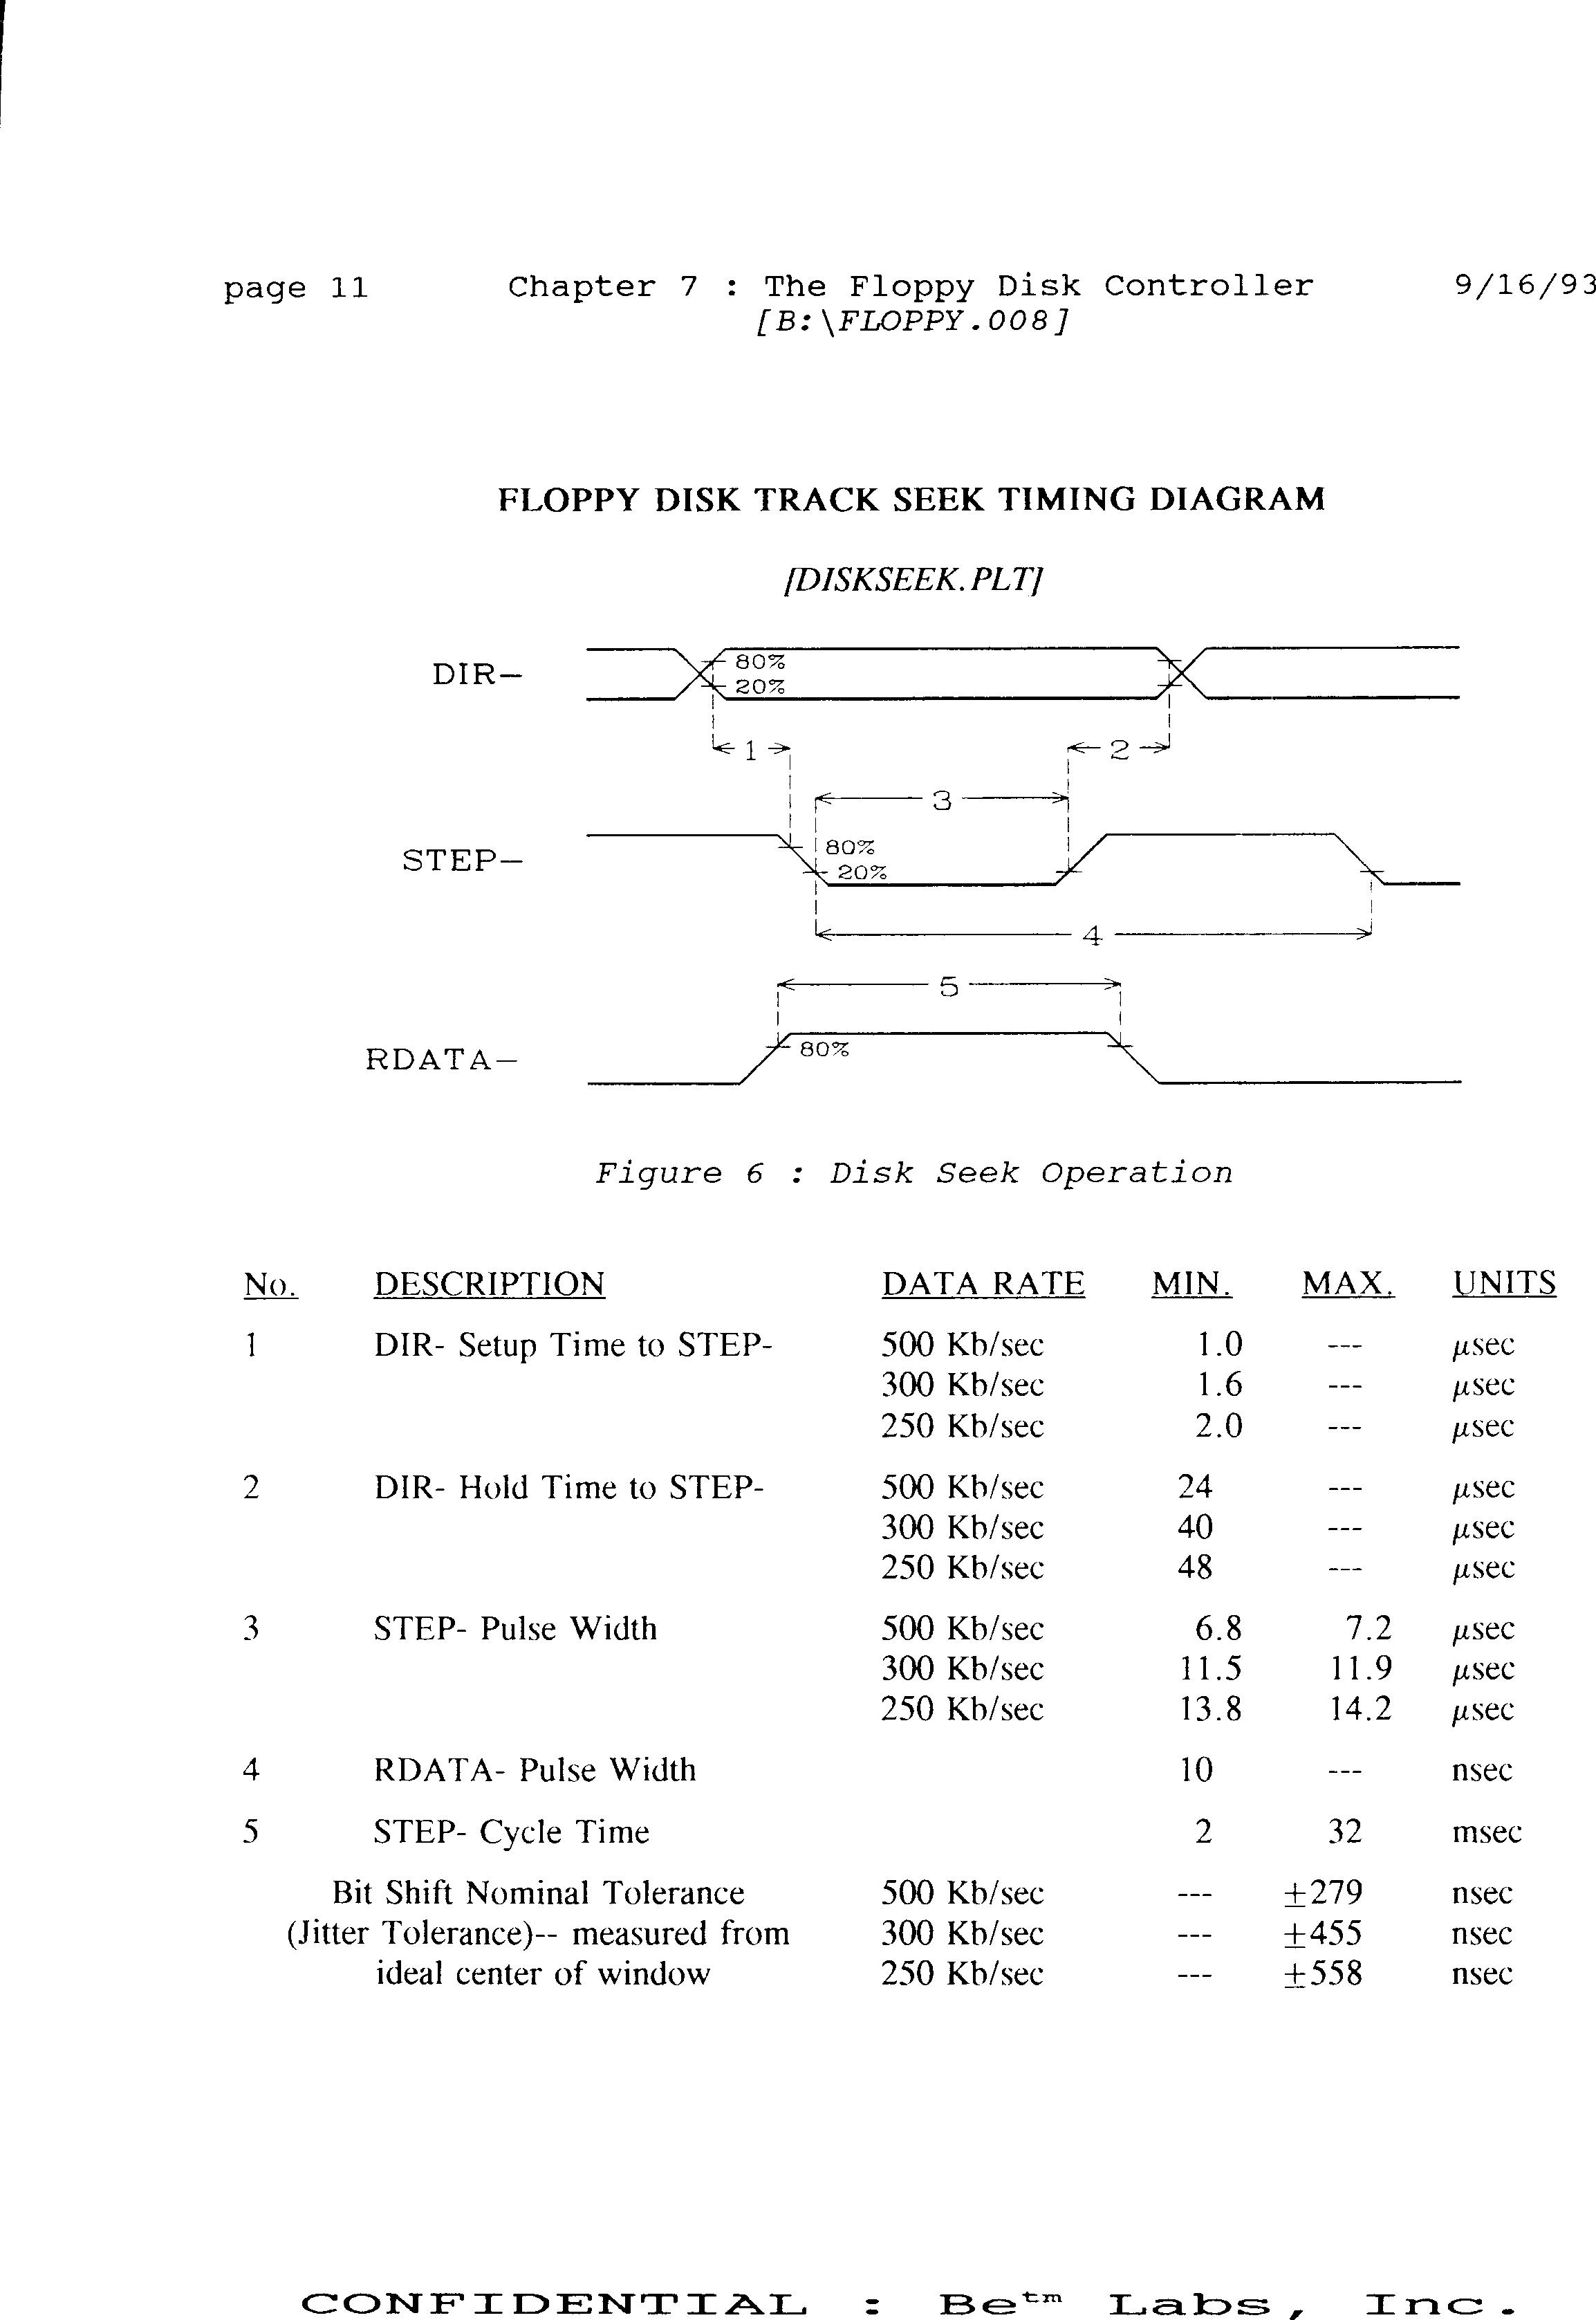 page 11 Chapter 7 : The Floppy Disk Controller 9/16/93
[B:\FLOPPY.008]
FLOPPY DISK TRACK SEEK TIMING DIAGRAM
[DISKSEEK.PLT]
DIR–
80%
20%
1
2
3
STEP–
80%
20%
4
5
RDATA–
80%
Figure 6 : Disk Seek Operation
No. DESCRIPTION DATA RATE MIN. MAX. UNITS
1 DIR- Setup Time to STEP- 500 Kb/sec 1.0 --- μsec
300 Kb/sec 1.6 --- μsec
250 Kb/sec 2.0 --- μsec
2 DIR- Hold Time to STEP- 500 Kb/sec 24 --- μsec
300 Kb/sec 40 --- μsec
250 Kb/sec 48 --- μsec
3 STEP- Pulse Width 500 Kb/sec 6.8 7.2 μsec
300 Kb/sec 11.5 11.9 μsec
250 Kb/sec 13.8 14.2 μsec
4 RDATA- Pulse Width 10 --- nsec
5 STEP- Cycle Time 2 32 msec
Bit Shift Nominal Tolerance 500 Kb/sec --- ±279 nsec
(Jitter Tolerance)-- measured from 300 Kb/sec --- ±455 nsec
ideal center of window 250 Kb/sec --- ±558 nsec
CONFIDENTIAL : Be™ Labs, Inc.